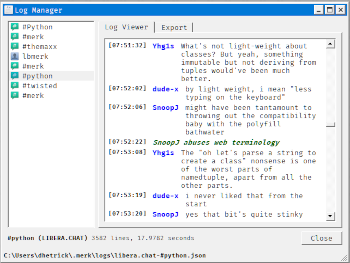 Log Manager
#Python
#merk
#themaxx
lbmerk
#merk
#python
#twisted
#merk
Log Viewer
Export
[07:51:32] Yhg1s What's not light weight about
classes? But yeah, something
immutable but not deriving from
tuples would've been much
better.
[07:52:02] dude-x by light weight, i mean "less
typing on the keyboard"
[07:52:06] SnoopJ might have been tantamount to
throwing out the compatibility
baby with the polyfill
bathwater
[07:52:22] SnoopJ abuses web terminology
[07:53:08] Yhg1s The "oh let's parse a string to
create a class" nonsense is one
of the worst parts of
namedtuple, apart from all the
other parts.
[07:53:19] dude-x i never liked that from the
start
[07:53:28] SnoopJ yes that bit's quite stinky
#python (LIBERA.CHAT) 3582 lines, 17.9782 seconds
Close
C:\Users\dhetrick\.merk\logs\libera.chat-#python.json